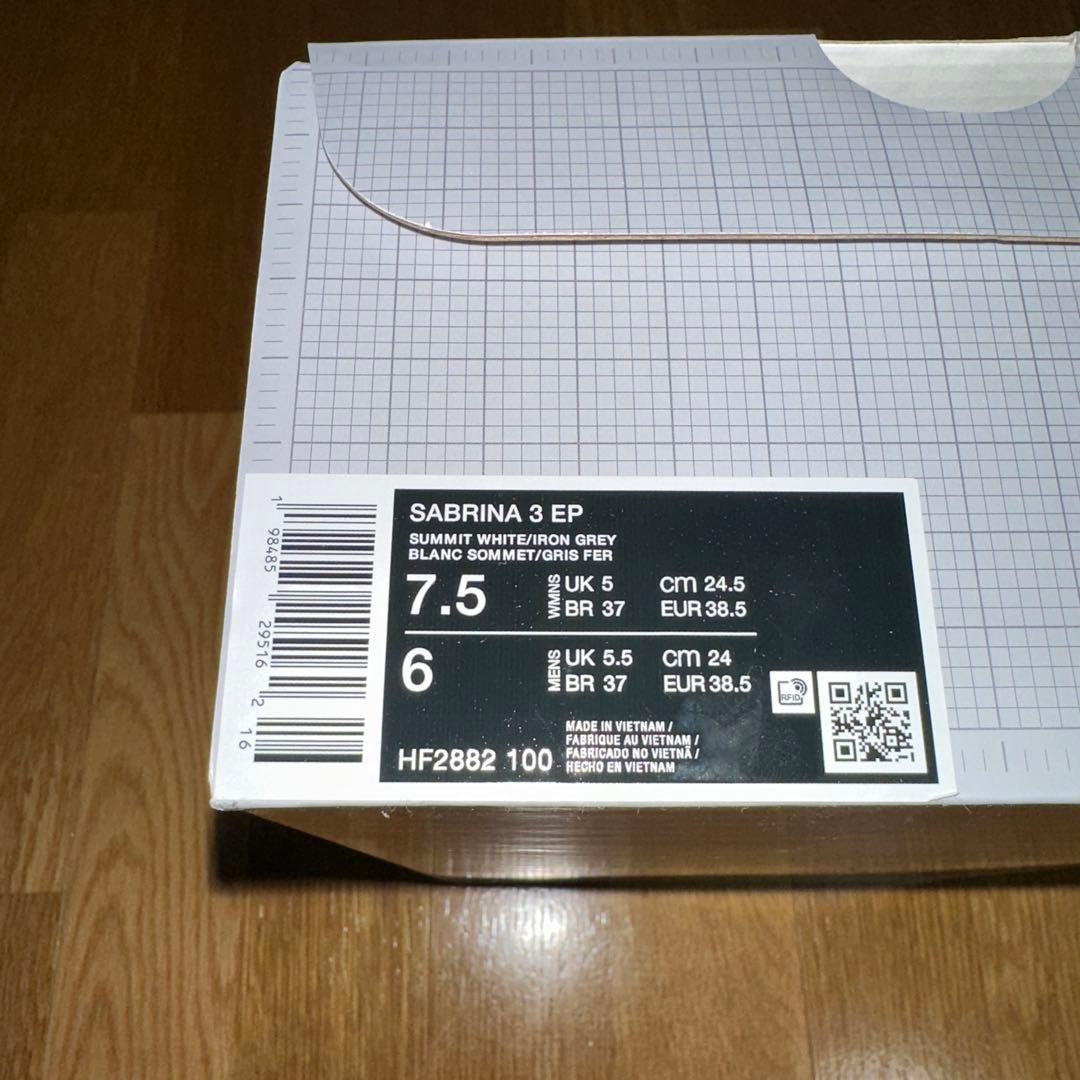 SABRINA 3 EP
SUMMIT WHITE/IRON GREY
BLANC SOMMET/GRIS FER
7.5 WMNS UK 5 cm 24.5
BR 37 EUR 38.5
6 MENS UK 5.5 cm 24
BR 37 EUR 38.5
RFID
HF2882 100
MADE IN VIETNAM /
FABRIQUE AU VIETNAM /
FABRICADO NO VIETNÃ /
HECHO EN VIETNAM
1 98485 29516 2 16